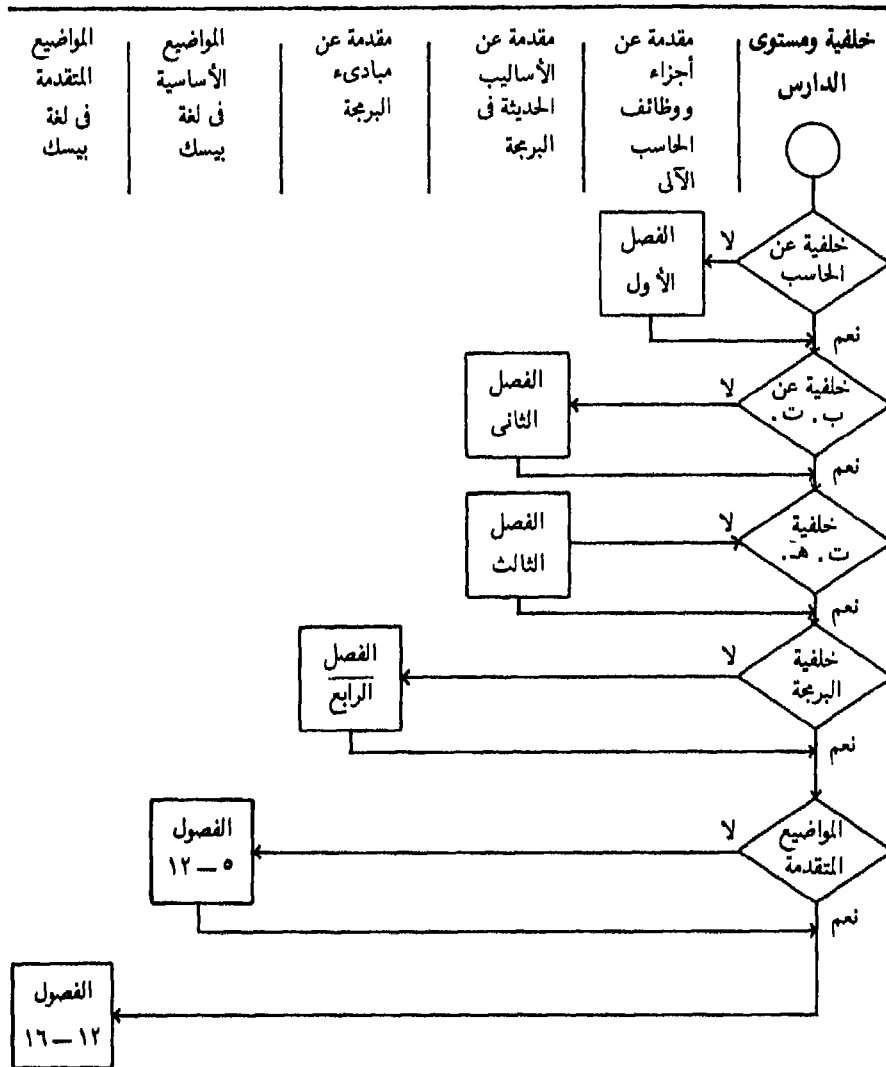 خلفية ومستوى
الدارس
مقدمة عن
أجزاء
ووظائف
الحاسب
الآلى
مقدمة عن
الأساليب
الحديثة فى
البرمجة
مقدمة عن
مبادىء
البرمجة
المواضيع
الأساسية
فى لغة
بيسك
المواضيع
المتقدمة
فى لغة
بيسك
خلفية عن
الحاسب
لا
الفصل
الأول
نعم
خلفية عن
ب . ت .
لا
الفصل
الثانى
نعم
خلفية
ت . هـ .
لا
الفصل
الثالث
نعم
خلفية
البرمجة
لا
الفصل
الرابع
نعم
المواضيع
المتقدمة
لا
الفصول
٥ – ١٢
نعم
الفصول
١٢ – ١٦